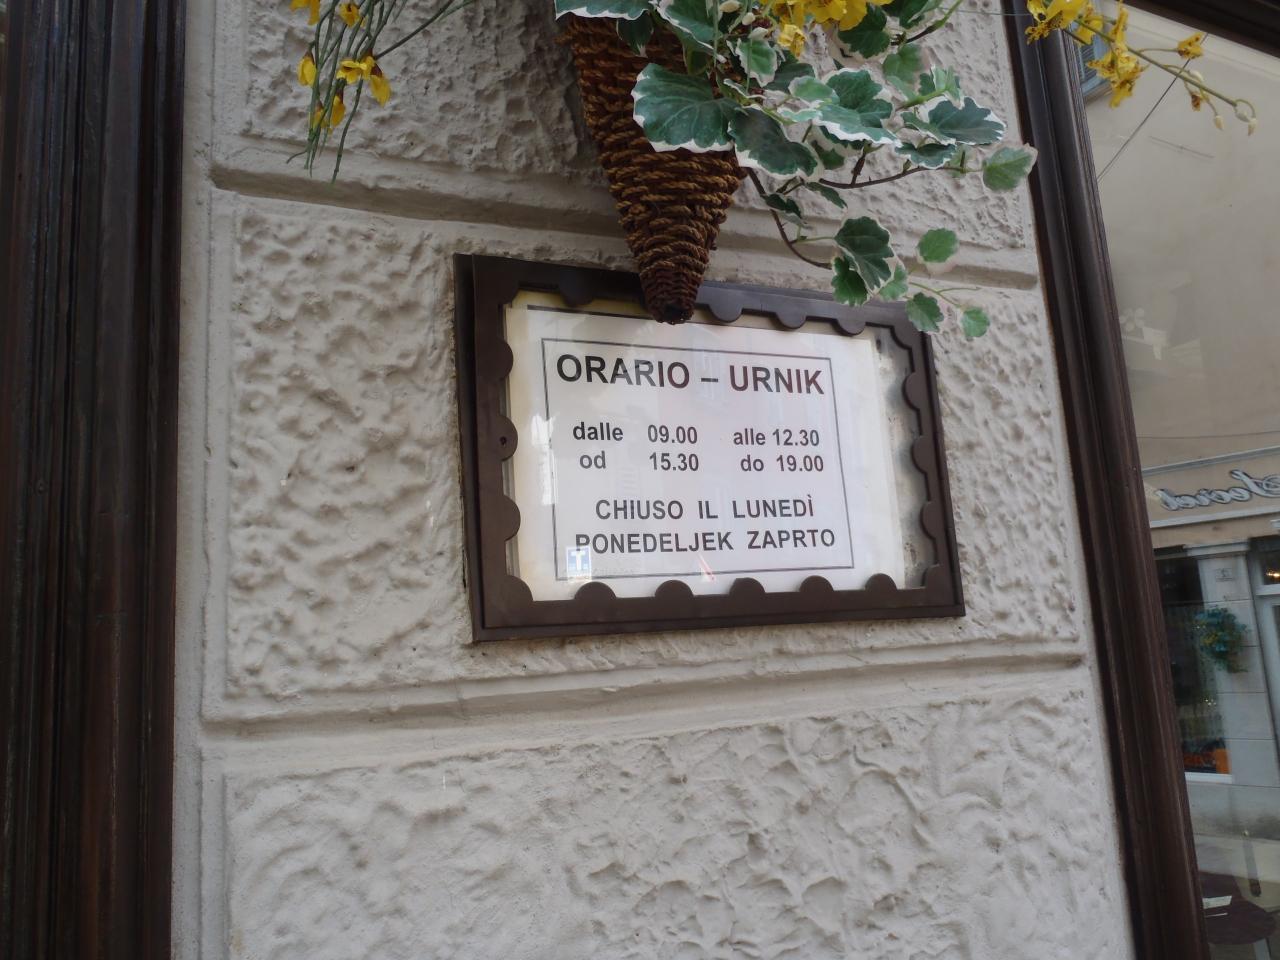 ORARIO – URNIK
dalle 09.00 alle 12.30
od 15.30 do 19.00
CHIUSO IL LUNEDÌ
PONEDELJEK ZAPRTO
T